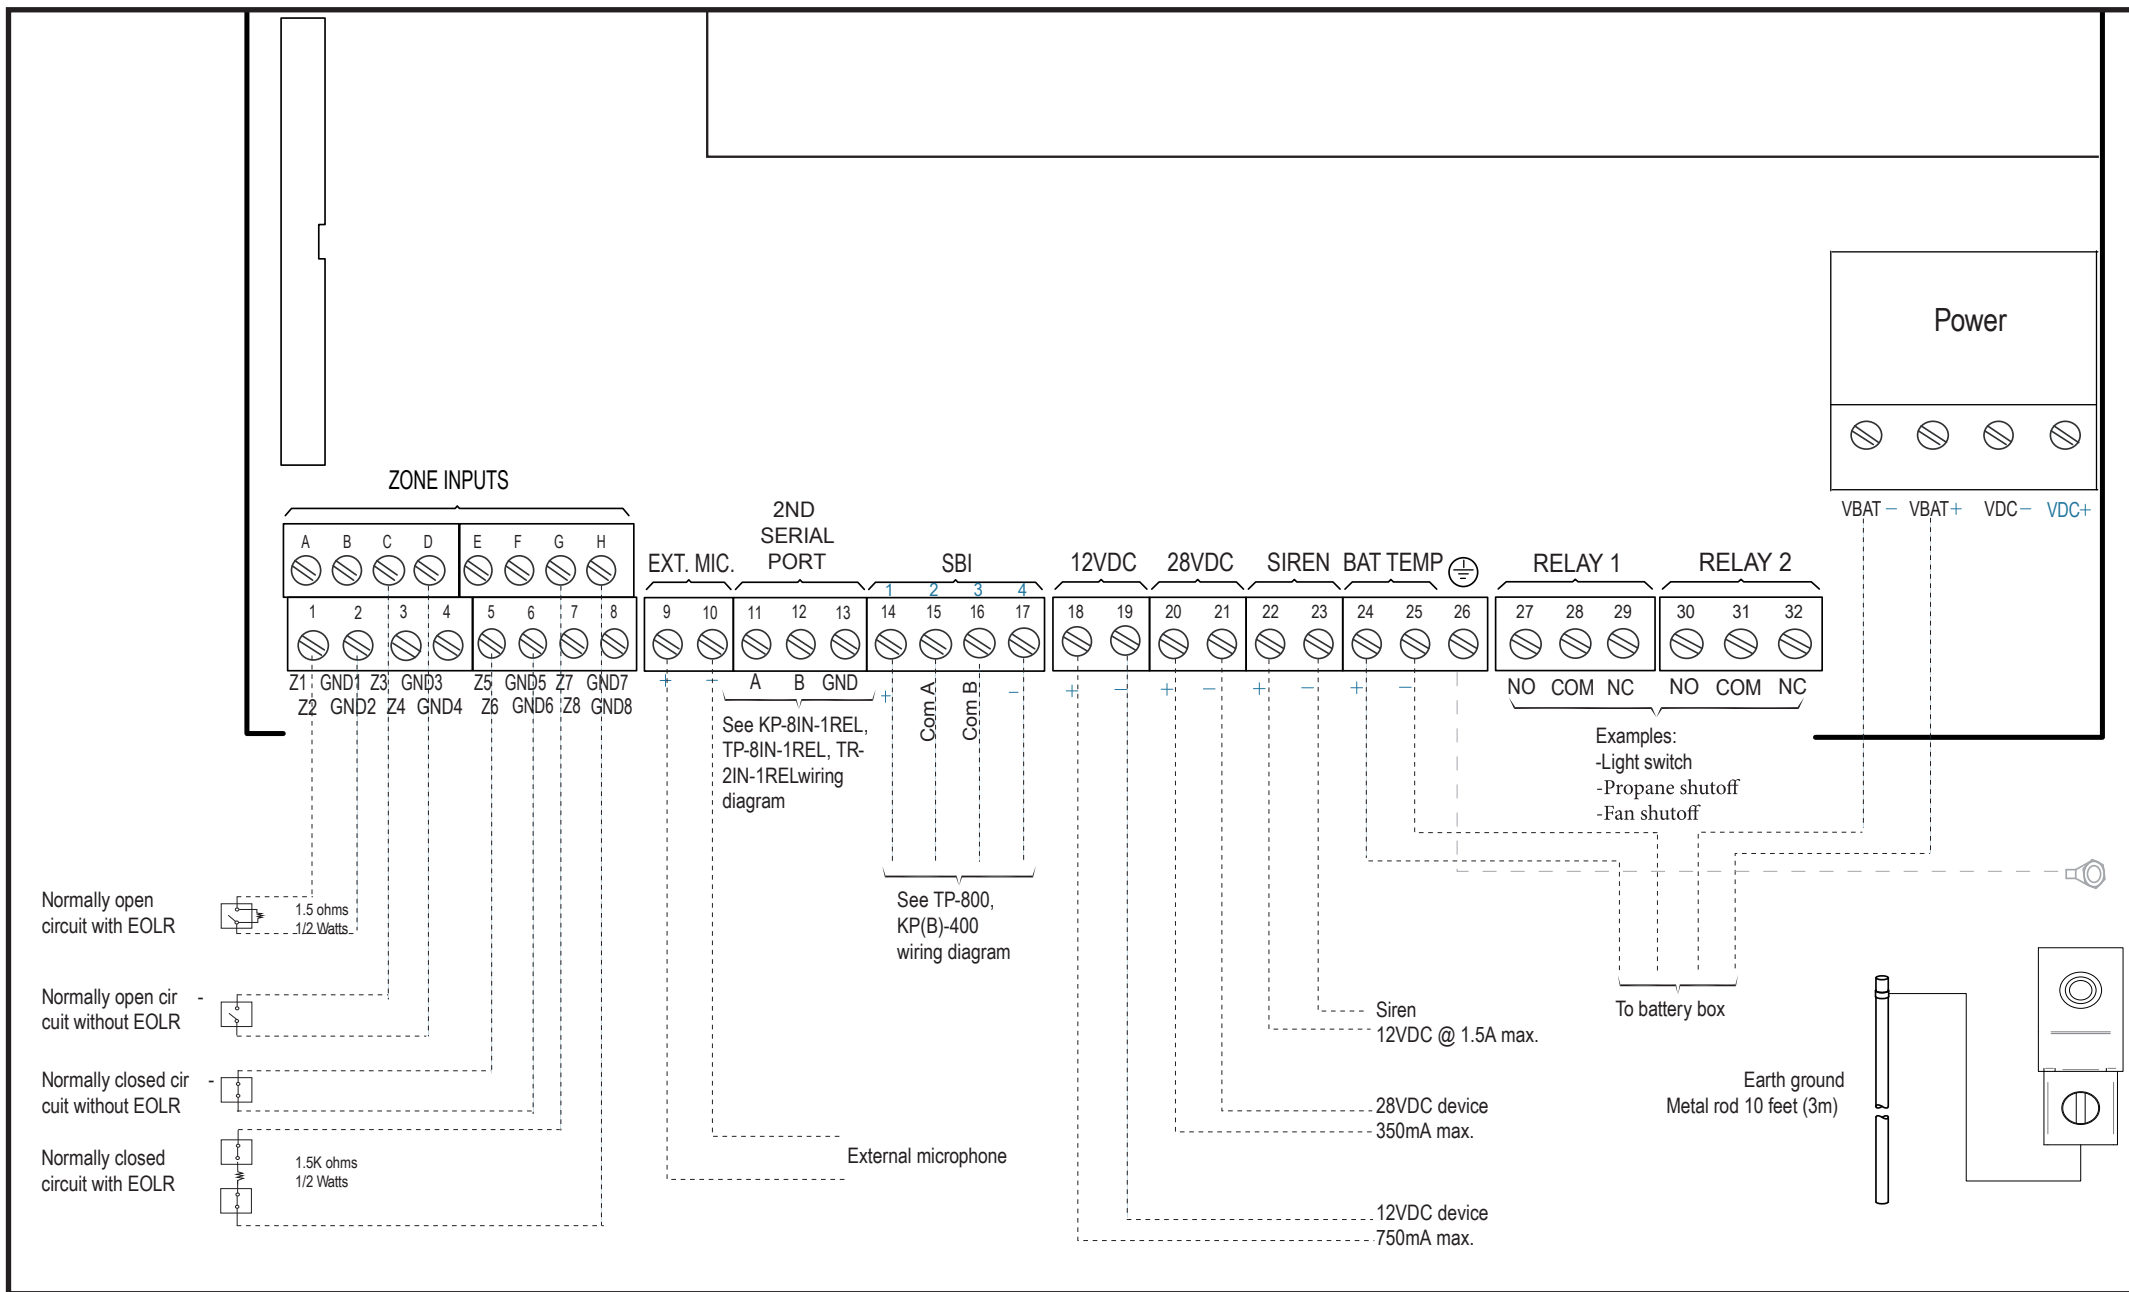 Power
VBAT - VBAT + VDC - VDC+
ZONE INPUTS
A B C D E F G H
1 2 3 4 5 6 7 8
Z1 GND1 Z3 GND3 Z5 GND5 Z7 GND7
Z2 GND2 Z4 GND4 Z6 GND6 Z8 GND8
EXT. MIC.
9 10
+ +
2ND
SERIAL
PORT
11 12 13
A B GND
See KP-8IN-1REL,
TP-8IN-1REL, TR-
2IN-1RELwiring
diagram
SBI
1 2 3 4
14 15 16 17
+ Com A Com B -
See TP-800,
KP(B)-400
wiring diagram
12VDC
18 19
+ -
28VDC
20 21
+ -
SIREN
22 23
+ -
BAT TEMP
24 25 26
+ -
RELAY 1
27 28 29
NO COM NC
RELAY 2
30 31 32
NO COM NC
Examples:
-Light switch
-Propane shutoff
-Fan shutoff
Normally open
circuit with EOLR
1.5 ohms
1/2 Watts
Normally open cir -
cuit without EOLR
Normally closed cir -
cuit without EOLR
Normally closed
circuit with EOLR
1.5K ohms
1/2 Watts
External microphone
Siren
12VDC @ 1.5A max.
28VDC device
350mA max.
12VDC device
750mA max.
To battery box
Earth ground
Metal rod 10 feet (3m)